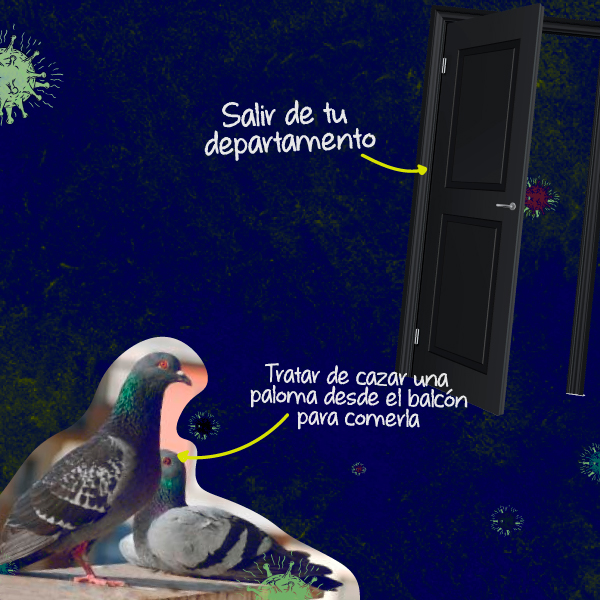 Salir de tu
departamento
Tratar de cazar una
paloma desde el balcón
para comerla